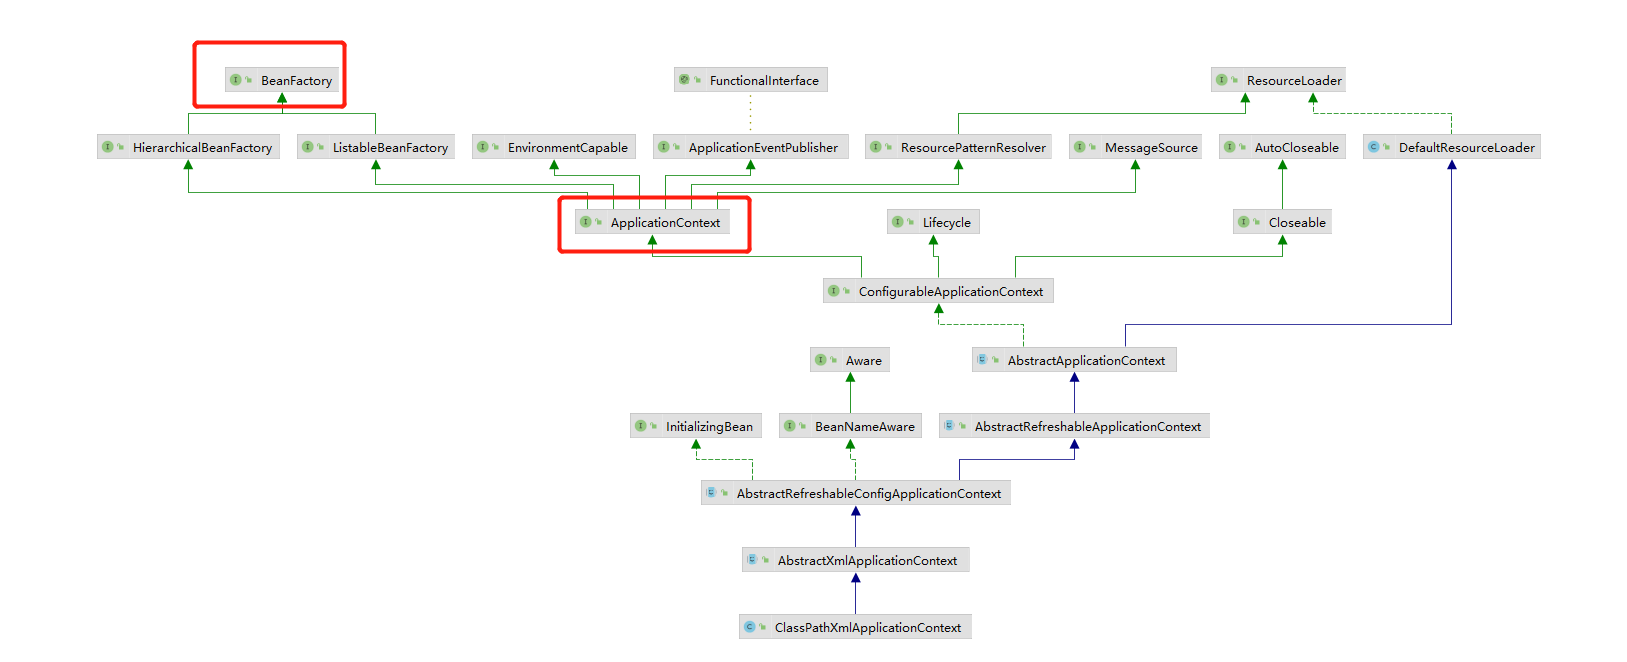 BeanFactory
FunctionalInterface
ResourceLoader
HierarchicalBeanFactory
ListableBeanFactory
EnvironmentCapable
ApplicationEventPublisher
ResourcePatternResolver
MessageSource
AutoCloseable
DefaultResourceLoader
ApplicationContext
Lifecycle
Closeable
ConfigurableApplicationContext
Aware
AbstractApplicationContext
InitializingBean
BeanNameAware
AbstractRefreshableApplicationContext
AbstractRefreshableConfigApplicationContext
AbstractXmlApplicationContext
ClassPathXmlApplicationContext